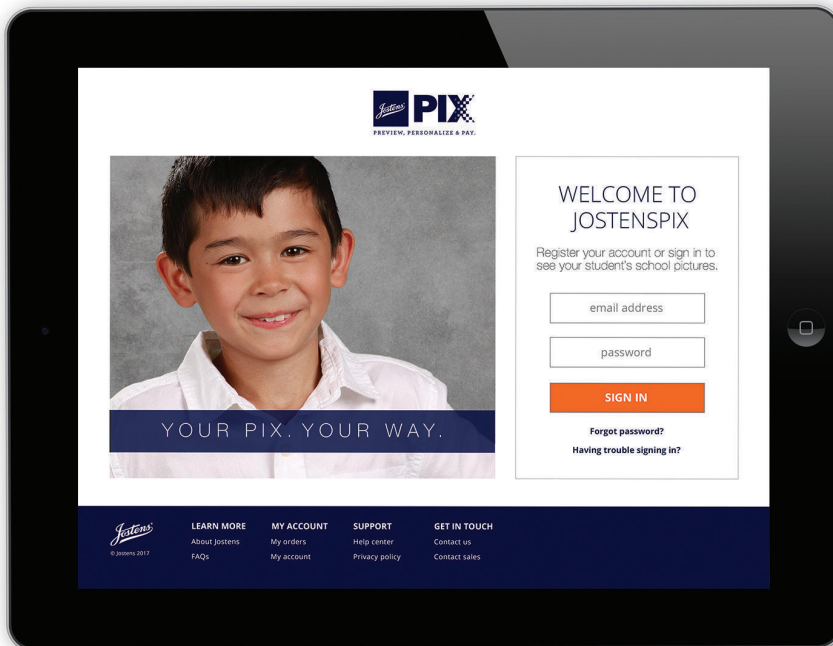 Jostens
PIX
PREVIEW, PERSONALIZE & PAY.
YOUR PIX. YOUR WAY.
WELCOME TO
JOSTENSPIX
Register your account or sign in to
see your student's school pictures.
email address
password
SIGN IN
Forgot password?
Having trouble signing in?
Jostens
© Jostens 2017
LEARN MORE
About Jostens
FAQs
MY ACCOUNT
My orders
My account
SUPPORT
Help center
Privacy policy
GET IN TOUCH
Contact us
Contact sales